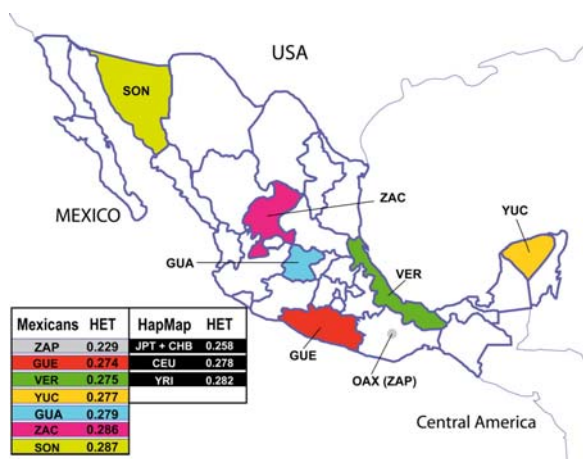 USA
SON
ZAC
MEXICO
YUC
GUA
VER
GUE
OAX (ZAP)
Central America
Mexicans HET HapMap HET
ZAP 0.229 JPT + CHB 0.258
GUE 0.274 CEU 0.278
VER 0.275 YRI 0.282
YUC 0.277
GUA 0.279
ZAC 0.286
SON 0.287